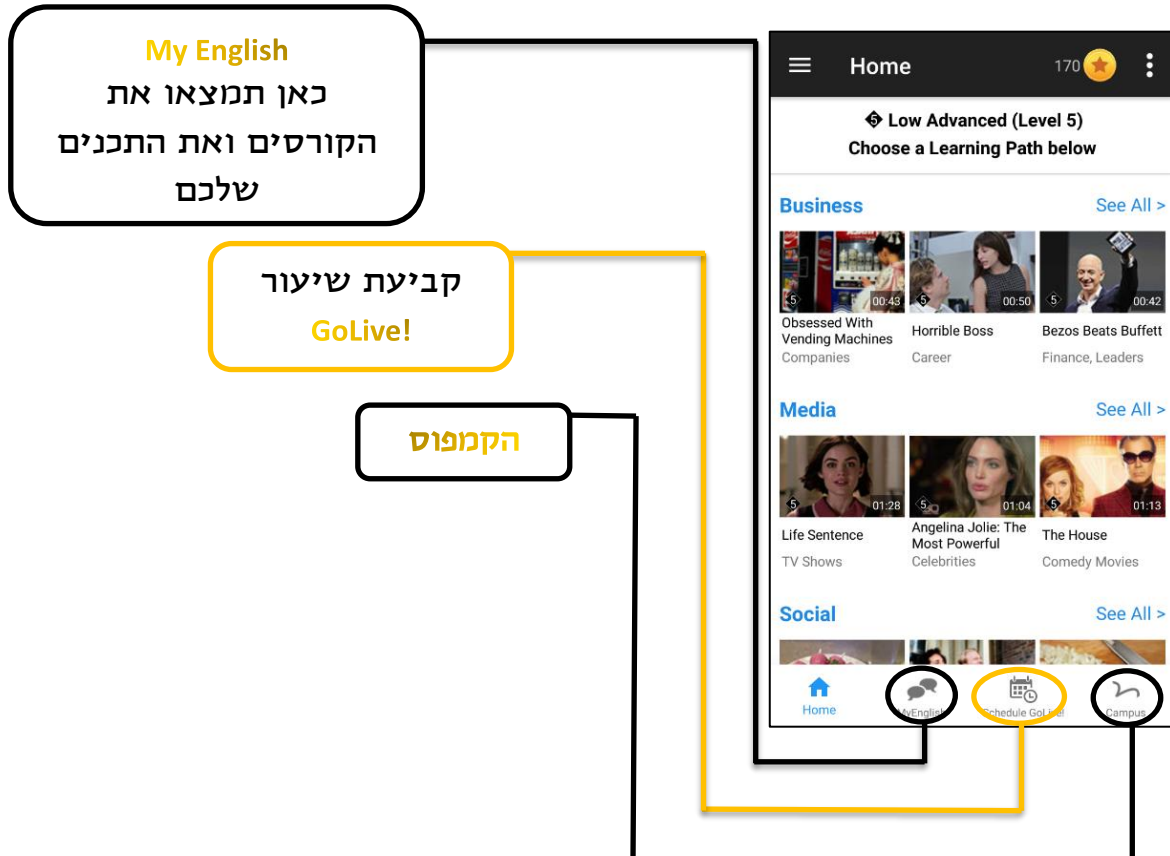 My English
כאן תמצאו את
הקורסים ואת התכנים
שלכם
קביעת שיעור
GoLive!
הקמפוס
Home
170
5 Low Advanced (Level 5)
Choose a Learning Path below
Business
See All >
5 00:43
5 00:50
5 00:42
Obsessed With
Vending Machines
Companies
Horrible Boss
Career
Bezos Beats Buffett
Finance, Leaders
Media
See All >
5 01:28
5 01:04
5 01:13
Life Sentence
TV Shows
Angelina Jolie: The
Most Powerful
Celebrities
The House
Comedy Movies
Social
See All >
Home
MyEnglish
Schedule GoLive!
Campus